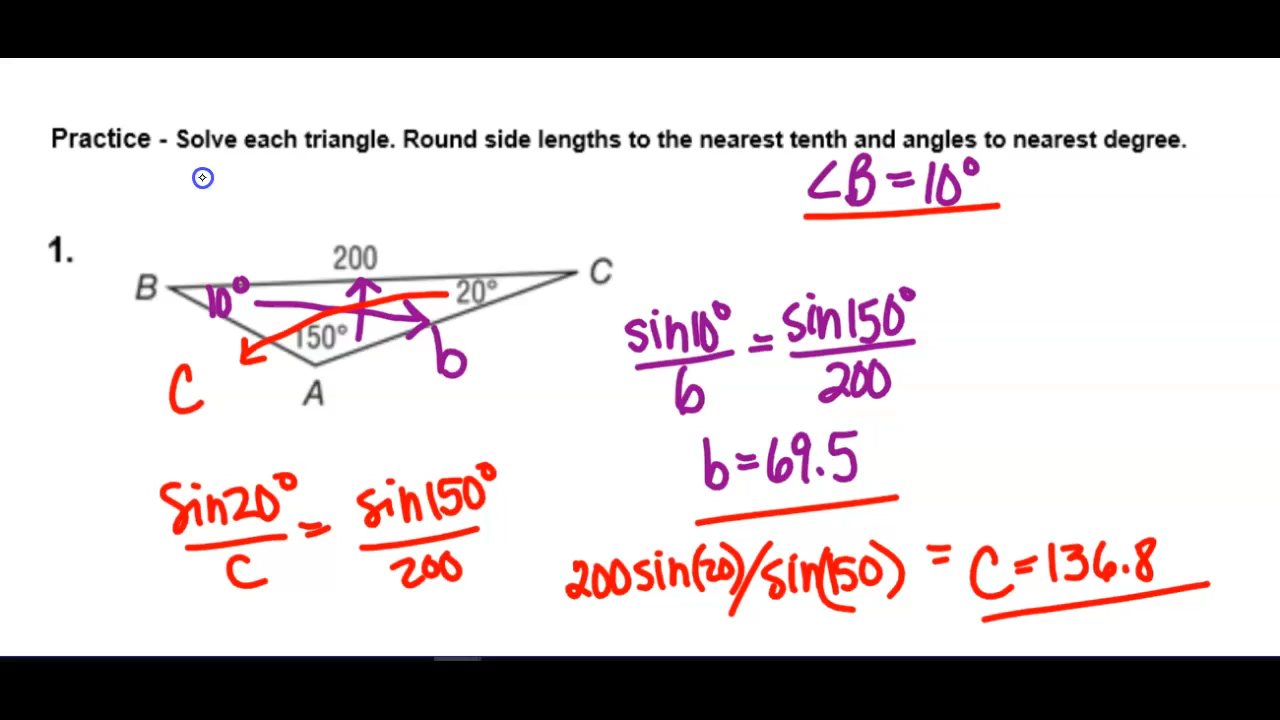 Practice - Solve each triangle. Round side lengths to the nearest tenth and angles to nearest degree.
∠B = 10°
1.
200
B
10°
20°
C
150°
b
C
A
sin10°/b = sin150°/200
b = 69.5
sin20°/C = sin150°/200
200sin(20)/sin(150) = C = 136.8